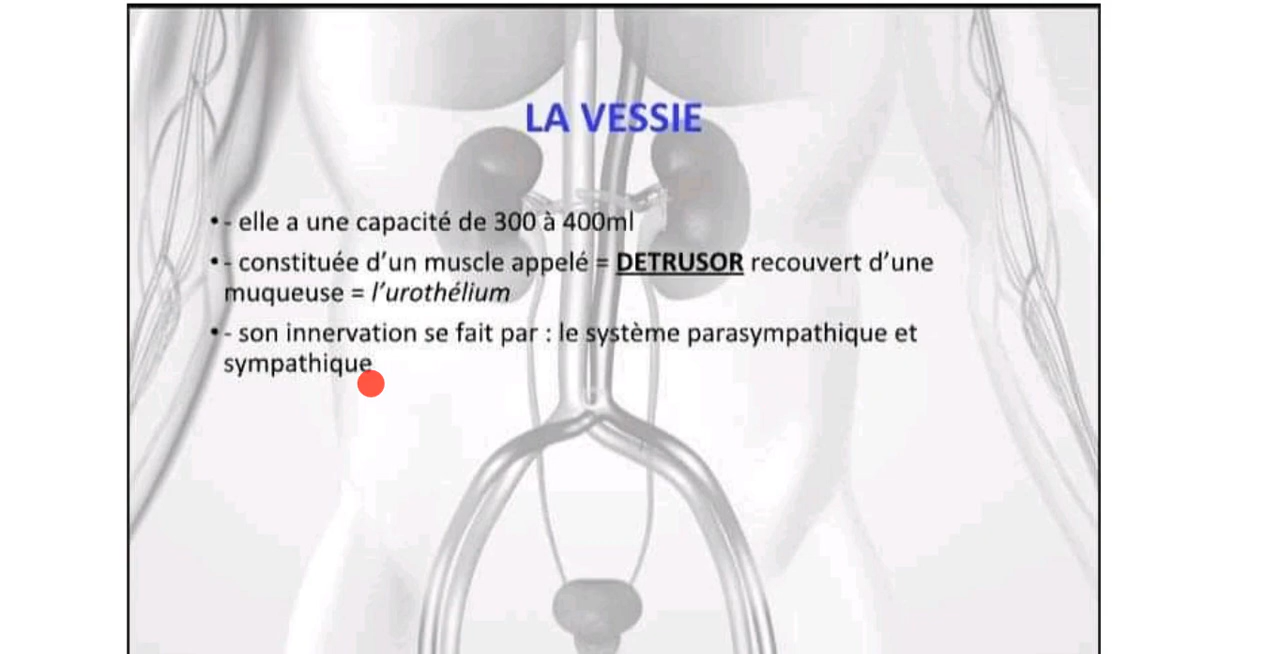 LA VESSIE
• - elle a une capacité de 300 à 400ml
• - constituée d’un muscle appelé = DETRUSOR recouvert d’une
muqueuse = l’urothélium
• - son innervation se fait par : le système parasympathique et
sympathique